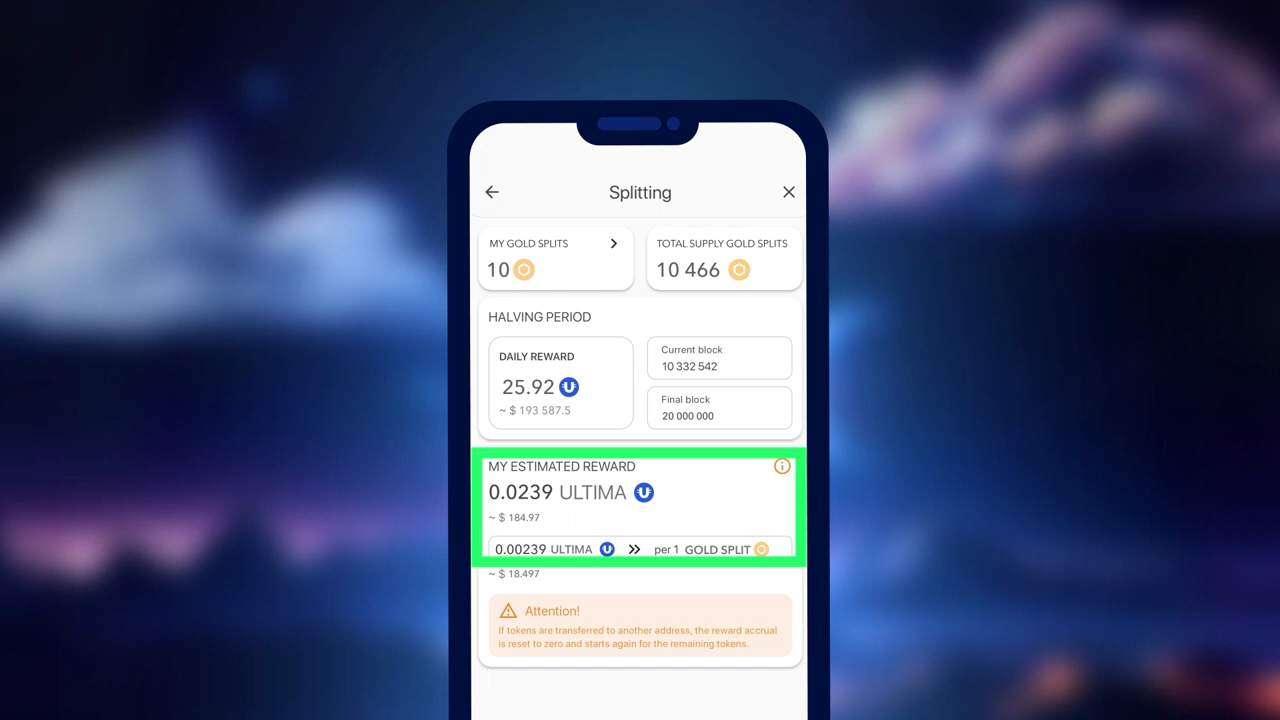 Splitting
MY GOLD SPLITS
10
TOTAL SUPPLY GOLD SPLITS
10 466
HALVING PERIOD
DAILY REWARD
25.92
~ $ 193 587.5
Current block
10 332 542
Final block
20 000 000
MY ESTIMATED REWARD
0.0239 ULTIMA
~ $ 184.97
0.00239 ULTIMA per 1 GOLD SPLIT
~ $ 18.497
Attention!
If tokens are transferred to another address, the reward accrual
is reset to zero and starts again for the remaining tokens.